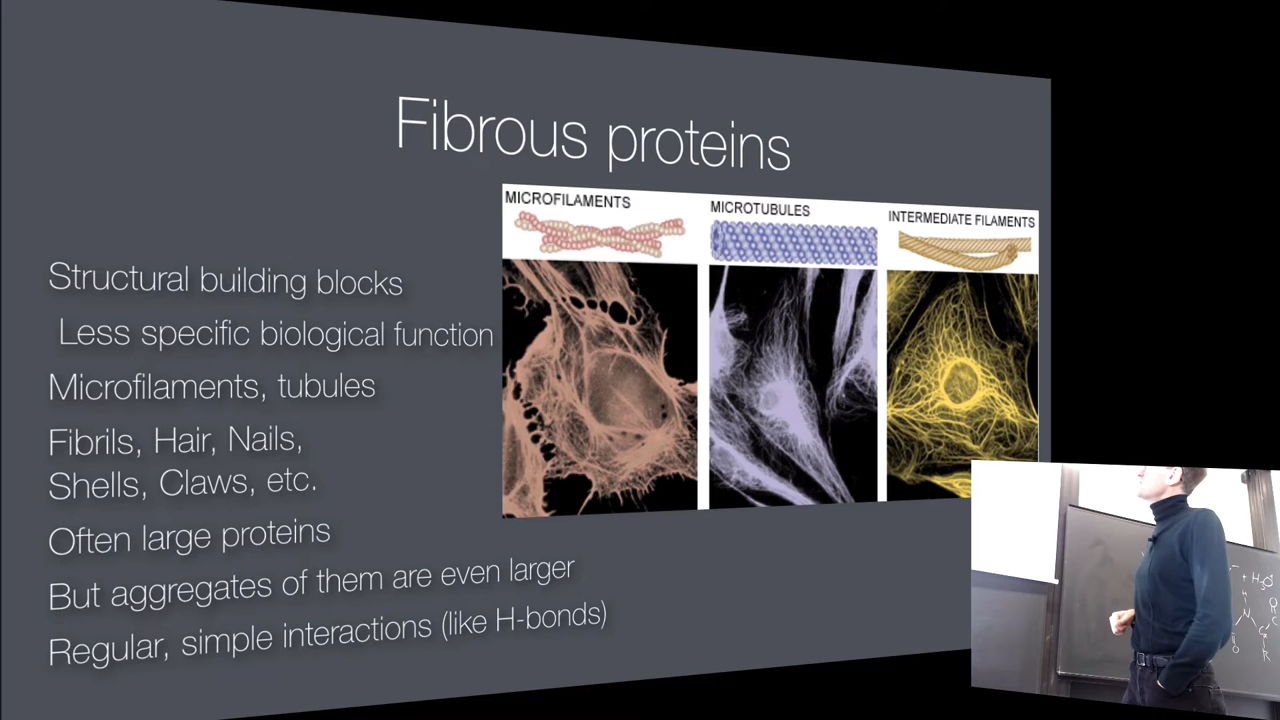 Fibrous proteins
MICROFILAMENTS
MICROTUBULES
INTERMEDIATE FILAMENTS
Structural building blocks
Less specific biological function
Microfilaments, tubules
Fibrils, Hair, Nails,
Shells, Claws, etc.
Often large proteins
But aggregates of them are even larger
Regular, simple interactions (like H-bonds)